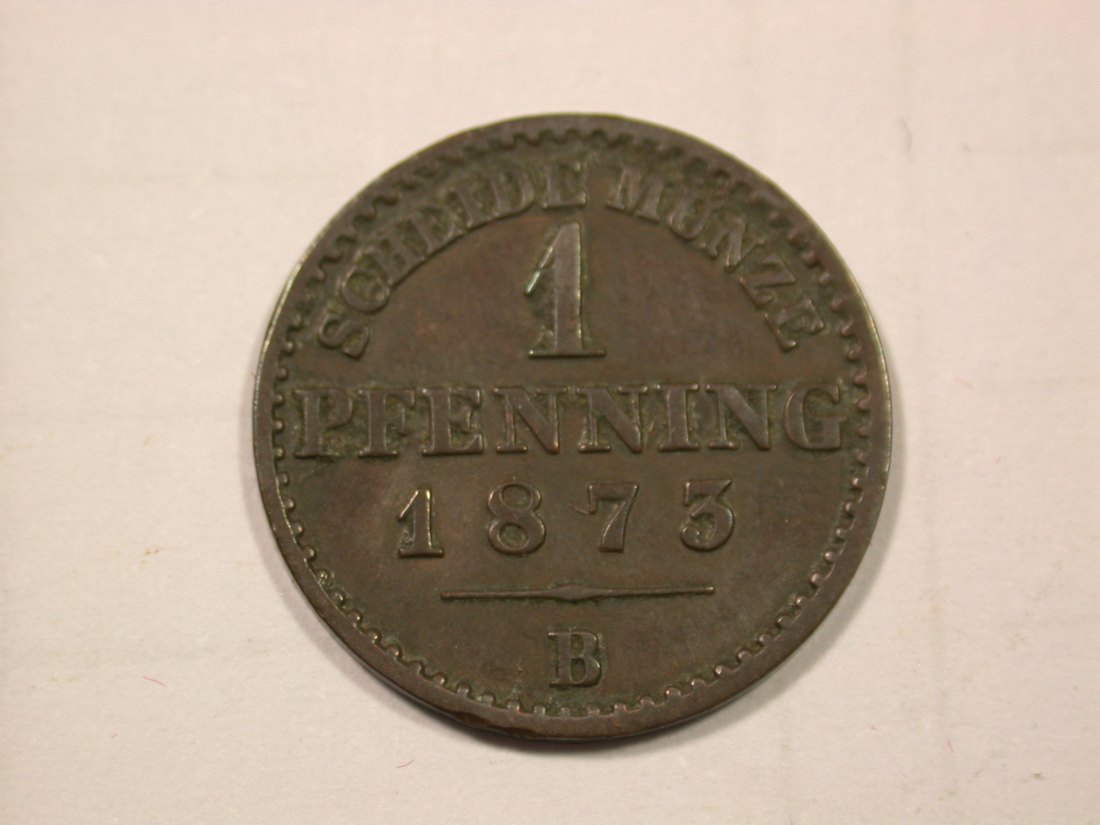 SCHEIDE MÜNZE
1
PFENNING
1873
B